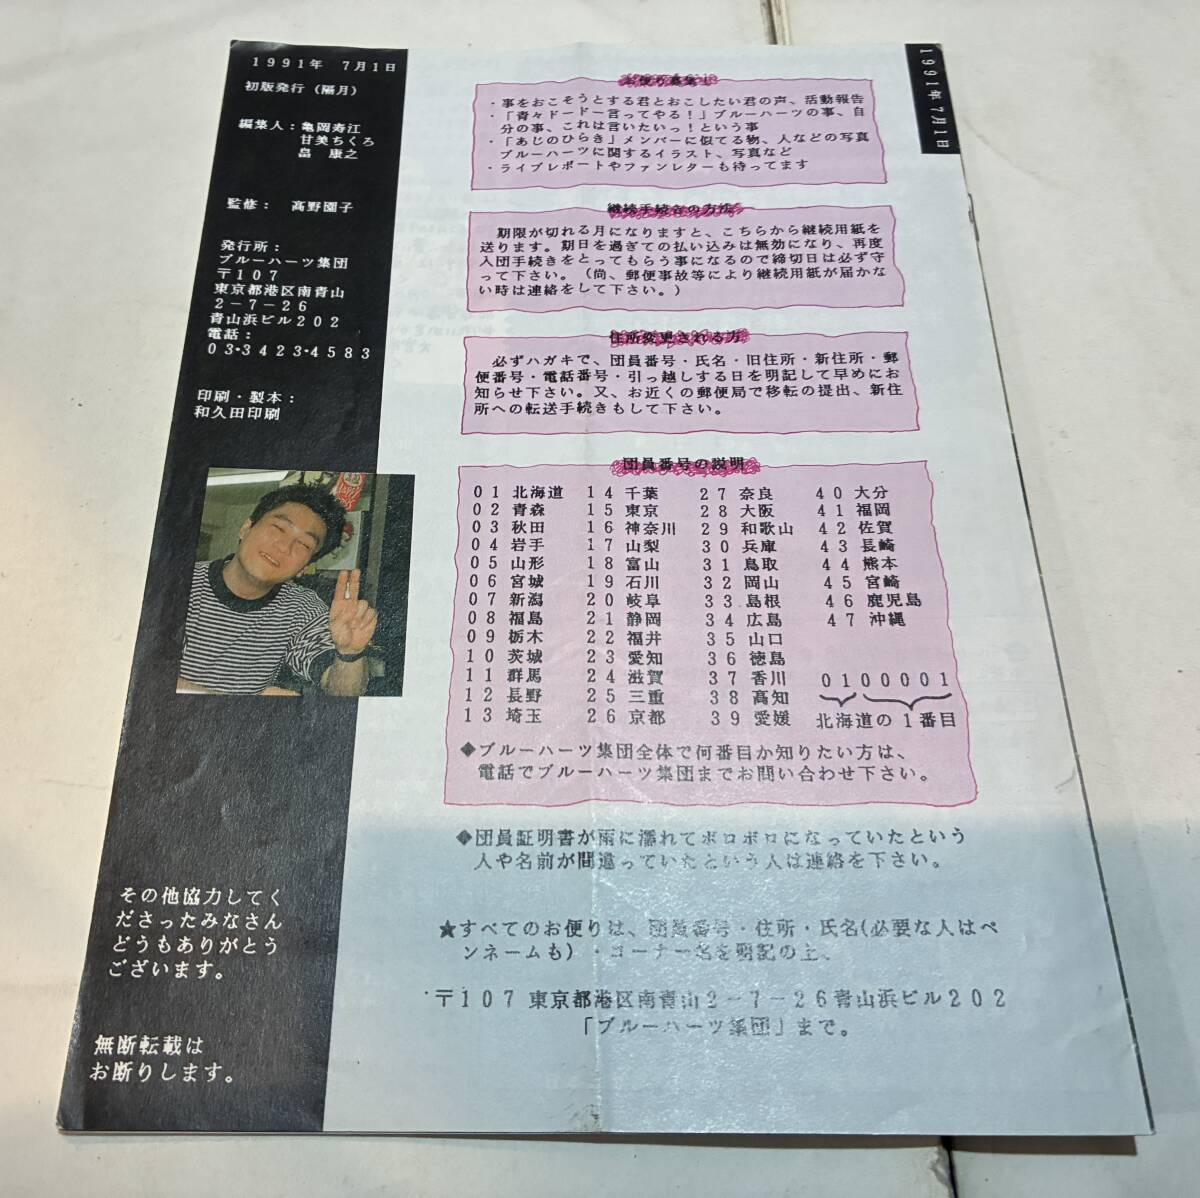 1991年 7月1日
初版発行（隔月）
編集人：亀岡寿江
甘美ちくろ
畠 康之
監修： 髙野園子
発行所：
ブルーハーツ集団
〒107
東京都港区南青山
2－7－26
青山浜ビル202
電話：
03・3423・4583
印刷・製本：
和久田印刷
その他協力してく
ださったみなさん
どうもありがとう
ございます。
無断転載は
お断りします。
1991年7月1日
お便り募集！
・事をおこそうとする君とおこしたい君の声、活動報告
・「青々ドードー言ってやる！」ブルーハーツの事、自
分の事、これは言いたいっ！という事
・「あじのひらき」メンバーに似てる物、人などの写真
ブルーハーツに関するイラスト、写真など
・ライブレポートやファンレターも待ってます
継続手続きの方法
期限が切れる月になりますと、こちらから継続用紙を
送ります。期日を過ぎての払い込みは無効になり、再度
入団手続きをとってもらう事になるので締切日は必ず守
って下さい。（尚、郵便事故等により継続用紙が届かな
い時は連絡をして下さい。）
住所変更される方
必ずハガキで、団員番号・氏名・旧住所・新住所・郵
便番号・電話番号・引っ越しする日を明記して早めにお
知らせ下さい。又、お近くの郵便局で移転の提出、新住
所への転送手続きもして下さい。
団員番号の説明
01 北海道 14 千葉 27 奈良 40 大分
02 青森 15 東京 28 大阪 41 福岡
03 秋田 16 神奈川 29 和歌山 42 佐賀
04 岩手 17 山梨 30 兵庫 43 長崎
05 山形 18 富山 31 鳥取 44 熊本
06 宮城 19 石川 32 岡山 45 宮崎
07 新潟 20 岐阜 33 島根 46 鹿児島
08 福島 21 静岡 34 広島 47 沖縄
09 栃木 22 福井 35 山口
10 茨城 23 愛知 36 徳島
11 群馬 24 滋賀 37 香川 0100001
12 長野 25 三重 38 高知
13 埼玉 26 京都 39 愛媛 北海道の1番目
◆ブルーハーツ集団全体で何番目か知りたい方は、
電話でブルーハーツ集団までお問い合わせ下さい。
◆団員証明書が雨に濡れてボロボロになっていたという
人や名前が間違っていたという人は連絡を下さい。
★すべてのお便りは、団員番号・住所・氏名(必要な人はペ
ンネームも)・コーナー名を明記の上、
〒107 東京都港区南青山2－7－26青山浜ビル202
「ブルーハーツ集団」まで。